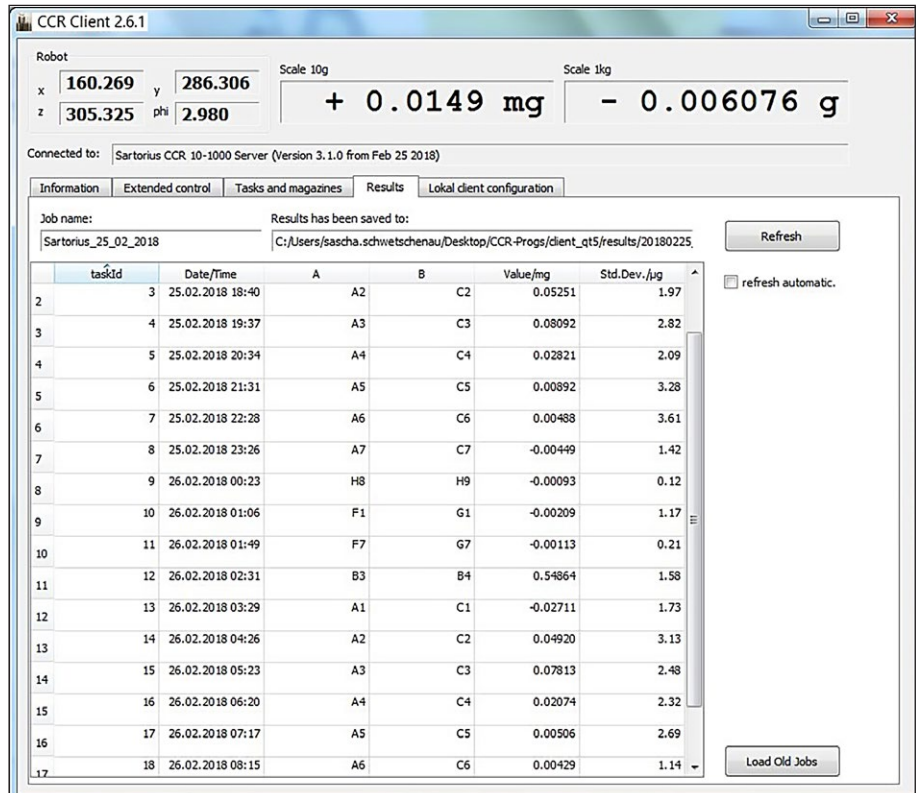 CCR Client 2.6.1
Robot
x 160.269 y 286.306
z 305.325 phi 2.980
Scale 10g
+ 0.0149 mg
Scale 1kg
- 0.006076 g
Connected to: Sartorius CCR 10-1000 Server (Version 3.1.0 from Feb 25 2018)
Information Extended control Tasks and magazines Results Lokal client configuration
Job name: Results has been saved to:
Sartorius_25_02_2018 C:/Users/sascha.schwetschenau/Desktop/CCR-Progs/client_qt5/results/20180225_
Refresh
refresh automatic.
taskId Date/Time A B Value/mg Std.Dev./µg
2 3 25.02.2018 18:40 A2 C2 0.05251 1.97
3 4 25.02.2018 19:37 A3 C3 0.08092 2.82
4 5 25.02.2018 20:34 A4 C4 0.02821 2.09
5 6 25.02.2018 21:31 A5 C5 0.00892 3.28
6 7 25.02.2018 22:28 A6 C6 0.00488 3.61
7 8 25.02.2018 23:26 A7 C7 -0.00449 1.42
8 9 26.02.2018 00:23 H8 H9 -0.00093 0.12
9 10 26.02.2018 01:06 F1 G1 -0.00209 1.17
10 11 26.02.2018 01:49 F7 G7 -0.00113 0.21
11 12 26.02.2018 02:31 B3 B4 0.54864 1.58
12 13 26.02.2018 03:29 A1 C1 -0.02711 1.73
13 14 26.02.2018 04:26 A2 C2 0.04920 3.13
14 15 26.02.2018 05:23 A3 C3 0.07813 2.48
15 16 26.02.2018 06:20 A4 C4 0.02074 2.32
16 17 26.02.2018 07:17 A5 C5 0.00506 2.69
17 18 26.02.2018 08:15 A6 C6 0.00429 1.14
Load Old Jobs